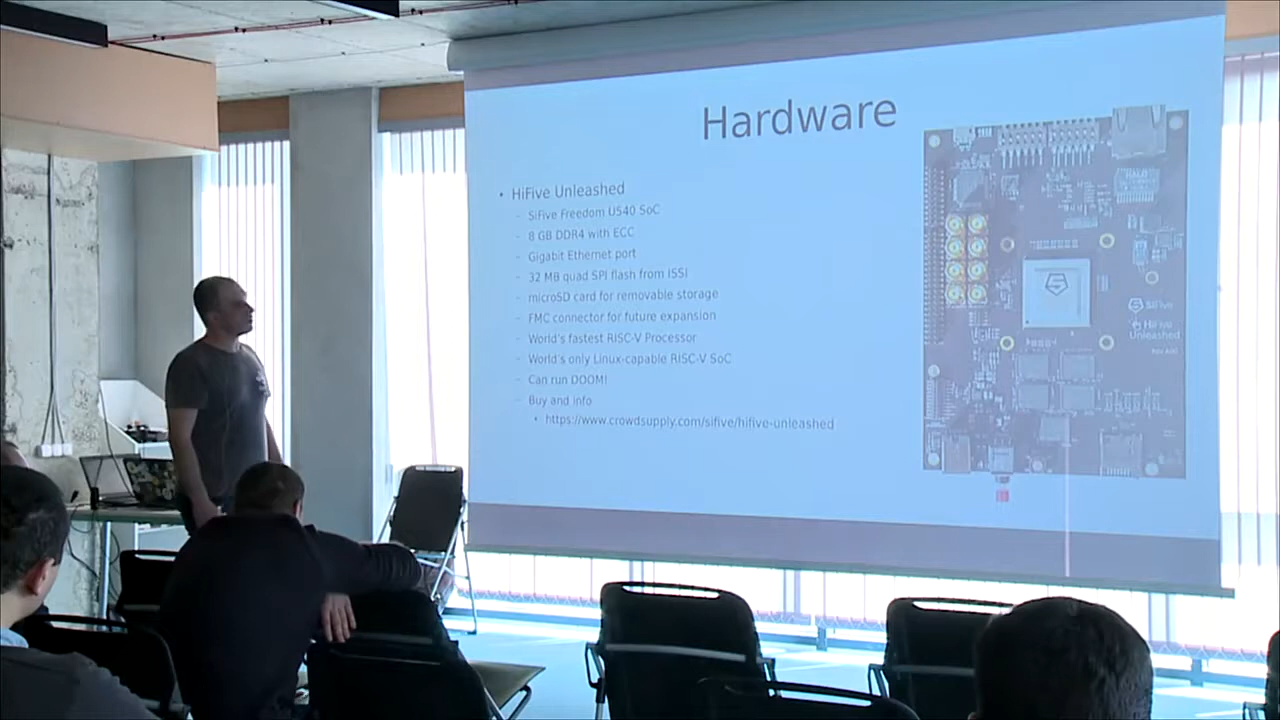 Hardware
• HiFive Unleashed
– SiFive Freedom U540 SoC
– 8 GB DDR4 with ECC
– Gigabit Ethernet port
– 32 MB quad SPI flash from ISSI
– microSD card for removable storage
– FMC connector for future expansion
– World's fastest RISC-V Processor
– World's only Linux-capable RISC-V SoC
– Can run DOOM!
– Buy and info
• https://www.crowdsupply.com/sifive/hifive-unleashed
SiFive
HiFive
Unleashed